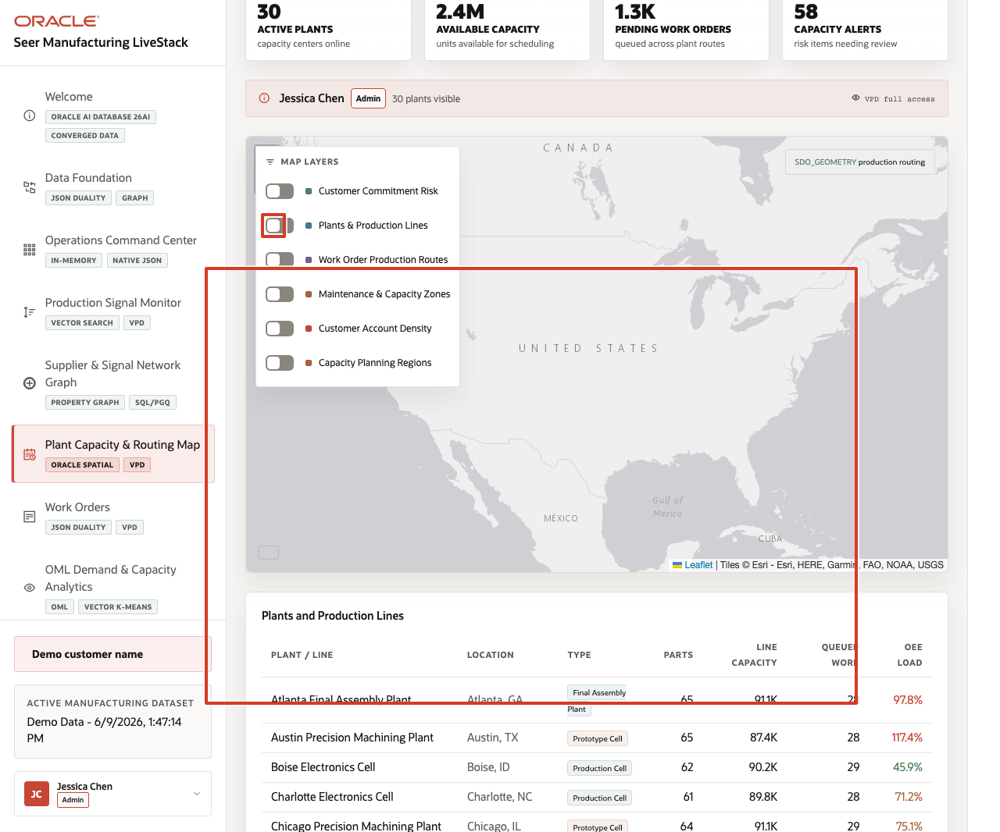 ORACLE
Seer Manufacturing LiveStack
Welcome
ORACLE AI DATABASE 26AI
CONVERGED DATA
Data Foundation
JSON DUALITY
GRAPH
Operations Command Center
IN-MEMORY
NATIVE JSON
Production Signal Monitor
VECTOR SEARCH
VPD
Supplier & Signal Network
Graph
PROPERTY GRAPH
SQL/PGQ
Plant Capacity & Routing Map
ORACLE SPATIAL
VPD
Work Orders
JSON DUALITY
VPD
OML Demand & Capacity
Analytics
OML
VECTOR K-MEANS
Demo customer name
ACTIVE MANUFACTURING DATASET
Demo Data - 6/9/2026, 1:47:14
PM
JC
Jessica Chen
Admin
30
ACTIVE PLANTS
capacity centers online
2.4M
AVAILABLE CAPACITY
units available for scheduling
1.3K
PENDING WORK ORDERS
queued across plant routes
58
CAPACITY ALERTS
risk items needing review
Jessica Chen Admin 30 plants visible
VPD full access
MAP LAYERS
Customer Commitment Risk
Plants & Production Lines
Work Order Production Routes
Maintenance & Capacity Zones
Customer Account Density
Capacity Planning Regions
SDO_GEOMETRY production routing
CANADA
UNITED STATES
Gulf of
Mexico
MÉXICO
CUBA
Leaflet | Tiles © Esri - Esri, HERE, Garmin, FAO, NOAA, USGS
Plants and Production Lines
PLANT / LINE LOCATION TYPE PARTS LINE CAPACITY QUEUED WORK OEE LOAD
Atlanta Final Assembly Plant Atlanta, GA Final Assembly Plant 65 91.1K 28 97.8%
Austin Precision Machining Plant Austin, TX Prototype Cell 65 87.4K 28 117.4%
Boise Electronics Cell Boise, ID Production Cell 62 90.2K 29 45.9%
Charlotte Electronics Cell Charlotte, NC Production Cell 61 89.8K 28 71.2%
Chicago Precision Machining Plant Chicago, IL Prototype Cell 64 91.1K 29 75.1%